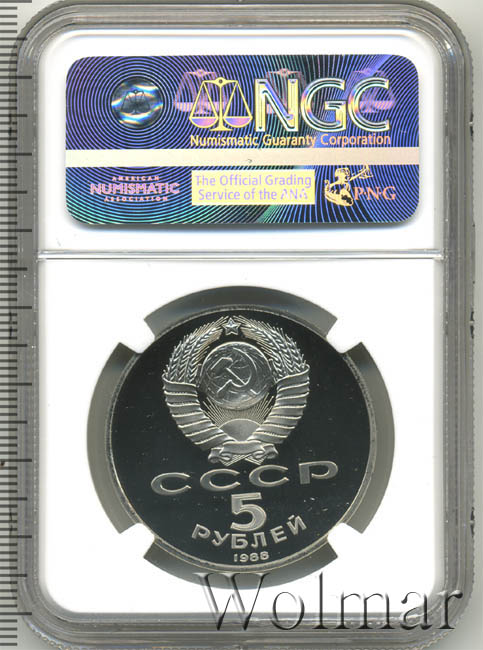 NGC
Numismatic Guaranty Corporation
AMERICAN
NUMISMATIC
ASSOCIATION
The Official Grading
Service of the PNG
PNG
СССР
5
РУБЛЕЙ
1988
Wolmar